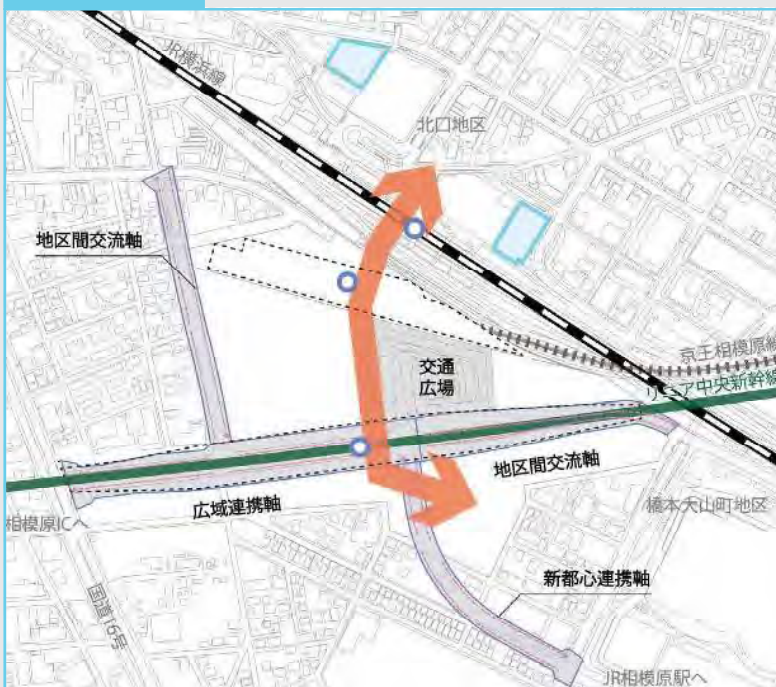 JR横浜線
北口地区
地区間交流軸
京王相模原線
交通
広場
リニア中央新幹線
地区間交流軸
広域連携軸
橋本大山町地区
相模原ICへ
新都心連携軸
国道16号
JR相模原駅へ